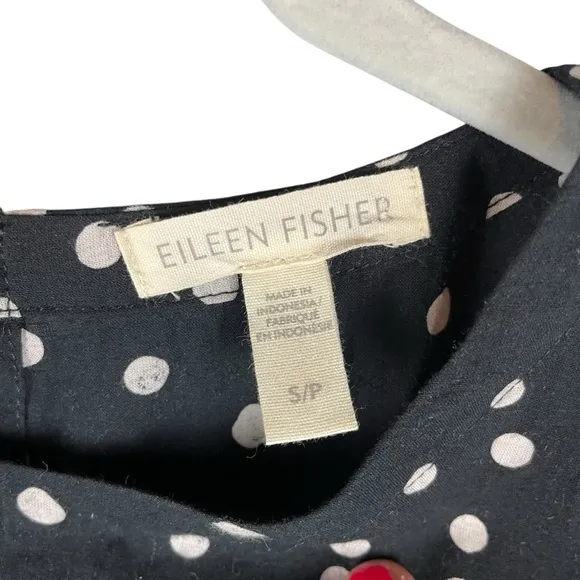 EILEEN FISHER
MADE IN
INDONESIA/
FABRIQUÉ
EN INDONÉSIE
S/P